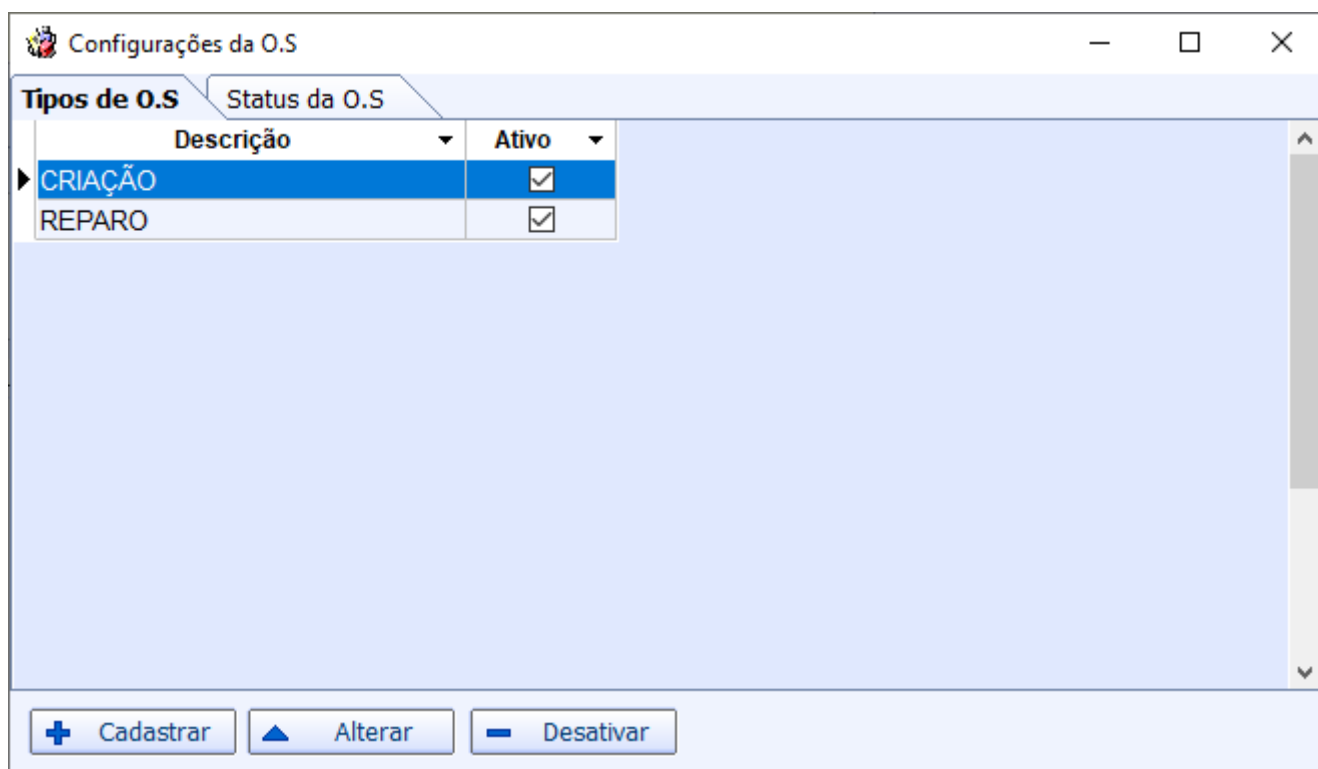 Configurações da O.S
Tipos de O.S Status da O.S
Descrição Ativo
CRIAÇÃO
REPARO
Cadastrar Alterar Desativar